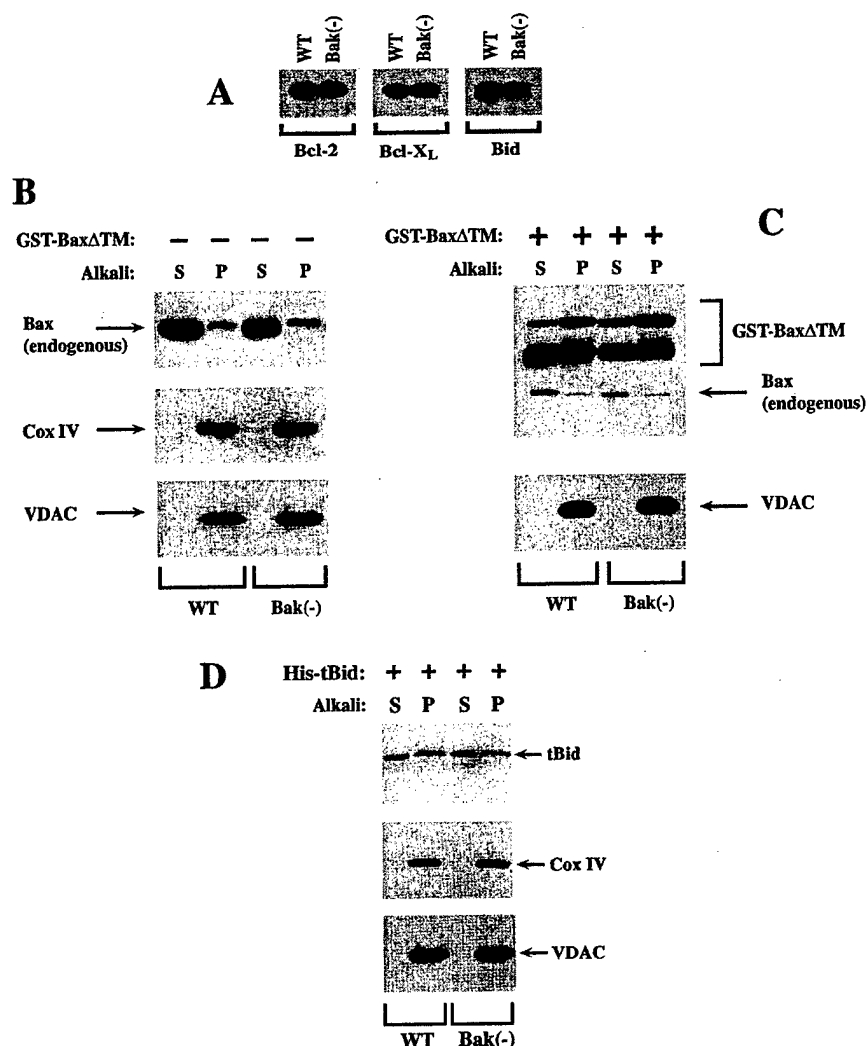 A
WT Bak(-) WT Bak(-) WT Bak(-)
Bcl-2 Bcl-XL Bid
B
GST-BaxΔTM: - - - -
Alkali: S P S P
Bax
(endogenous)
Cox IV
VDAC
WT Bak(-)
C
GST-BaxΔTM: + + + +
Alkali: S P S P
GST-BaxΔTM
Bax
(endogenous)
VDAC
WT Bak(-)
D
His-tBid: + + + +
Alkali: S P S P
tBid
Cox IV
VDAC
WT Bak(-)